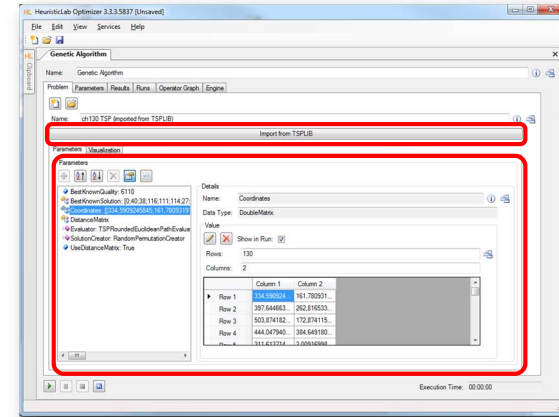 HeuristicLab Optimizer 3.3.3.5837 [Unsaved]
File Edit View Services Help
Genetic Algorithm
Clipboard
Name: Genetic Algorithm
Problem Parameters Results Runs Operator Graph Engine
Name: ch130 TSP (imported from TSPLIB)
Import from TSPLIB
Parameters Visualization
Parameters
BestKnownQuality: 6110
BestKnownSolution: [0;40;38;116;111;114;27;
Coordinates: [[334,5909245845;161,7809319
DistanceMatrix
Evaluator: TSPRoundedEuclideanPathEvalua
SolutionCreator: RandomPermutationCreator
UseDistanceMatrix: True
Details
Name: Coordinates
Data Type: DoubleMatrix
Value
Show in Run:
Rows: 130
Columns: 2
Column 1 Column 2
Row 1 334,590924... 161,780931...
Row 2 397,644663... 262,816533...
Row 3 503,874182... 172,874115...
Row 4 444,047940... 384,649180...
Execution Time: 00:00:00